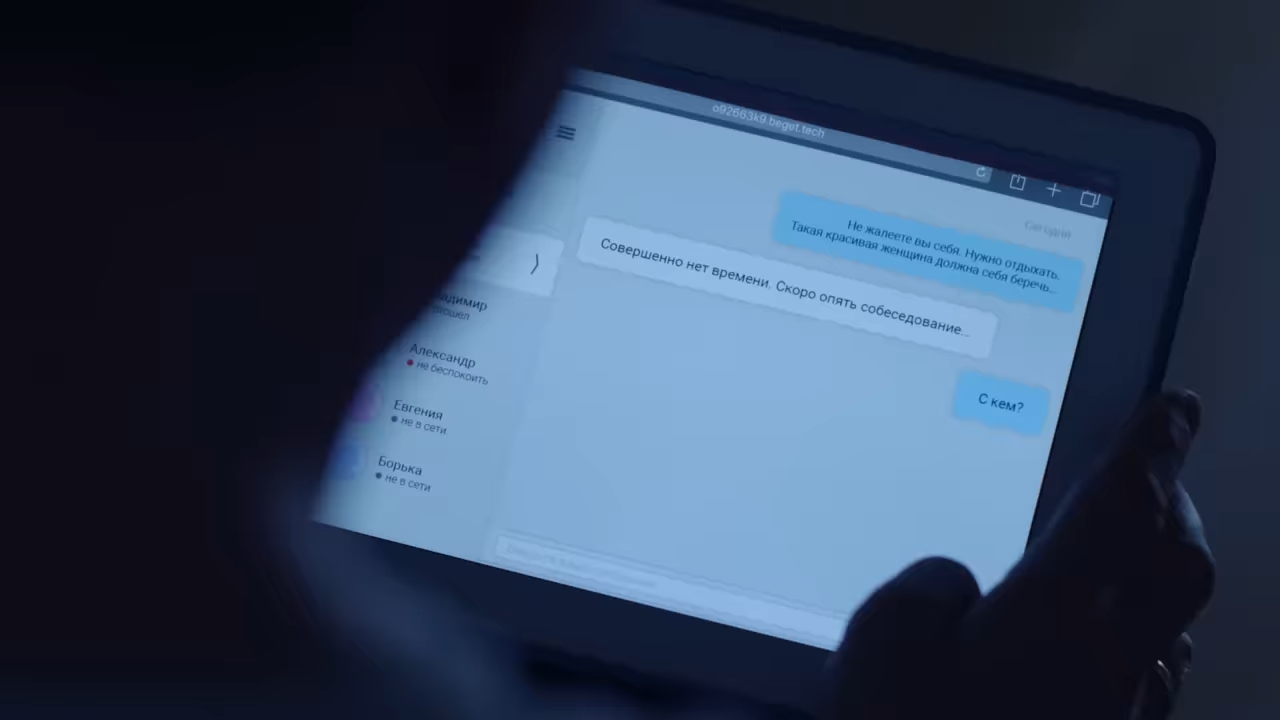 o92663k9.beget.tech
Сегодня
Не жалеете вы себя. Нужно отдыхать.
Такая красивая женщина должна себя беречь...
Совершенно нет времени. Скоро опять собеседование...
С кем?
Александр
не беспокоить
Евгения
не в сети
Борька
не в сети